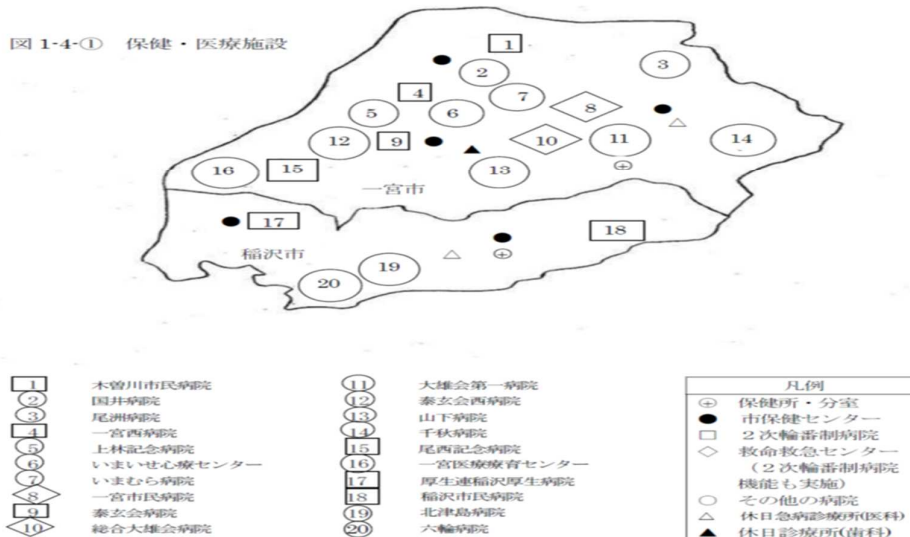 図 1-4-① 保健・医療施設
1
2
3
4
5
6
7
8
9
10
11
12
13
14
15
16
一宮市
17
18
稲沢市
19
20
1 木曽川市民病院
2 国井病院
3 尾洲病院
4 一宮西病院
5 上林記念病院
6 いまいせ心療センター
7 いまむら病院
8 一宮市民病院
9 泰玄会病院
10 総合大雄会病院
11 大雄会第一病院
12 泰玄会西病院
13 山下病院
14 千秋病院
15 尾西記念病院
16 一宮医療療育センター
17 厚生連稲沢厚生病院
18 稲沢市民病院
19 北津島病院
20 六輪病院
凡例
保健所・分室
市保健センター
2次輪番制病院
救命救急センター
(2次輪番制病院
機能も実施)
その他の病院
休日急病診療所(医科)
休日診療所(歯科)